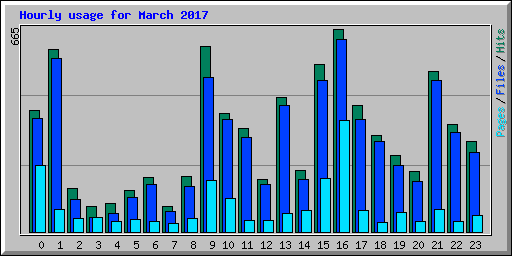 Hourly usage for March 2017
665
Pages/Files/Hits
0 1 2 3 4 5 6 7 8 9 10 11 12 13 14 15 16 17 18 19 20 21 22 23